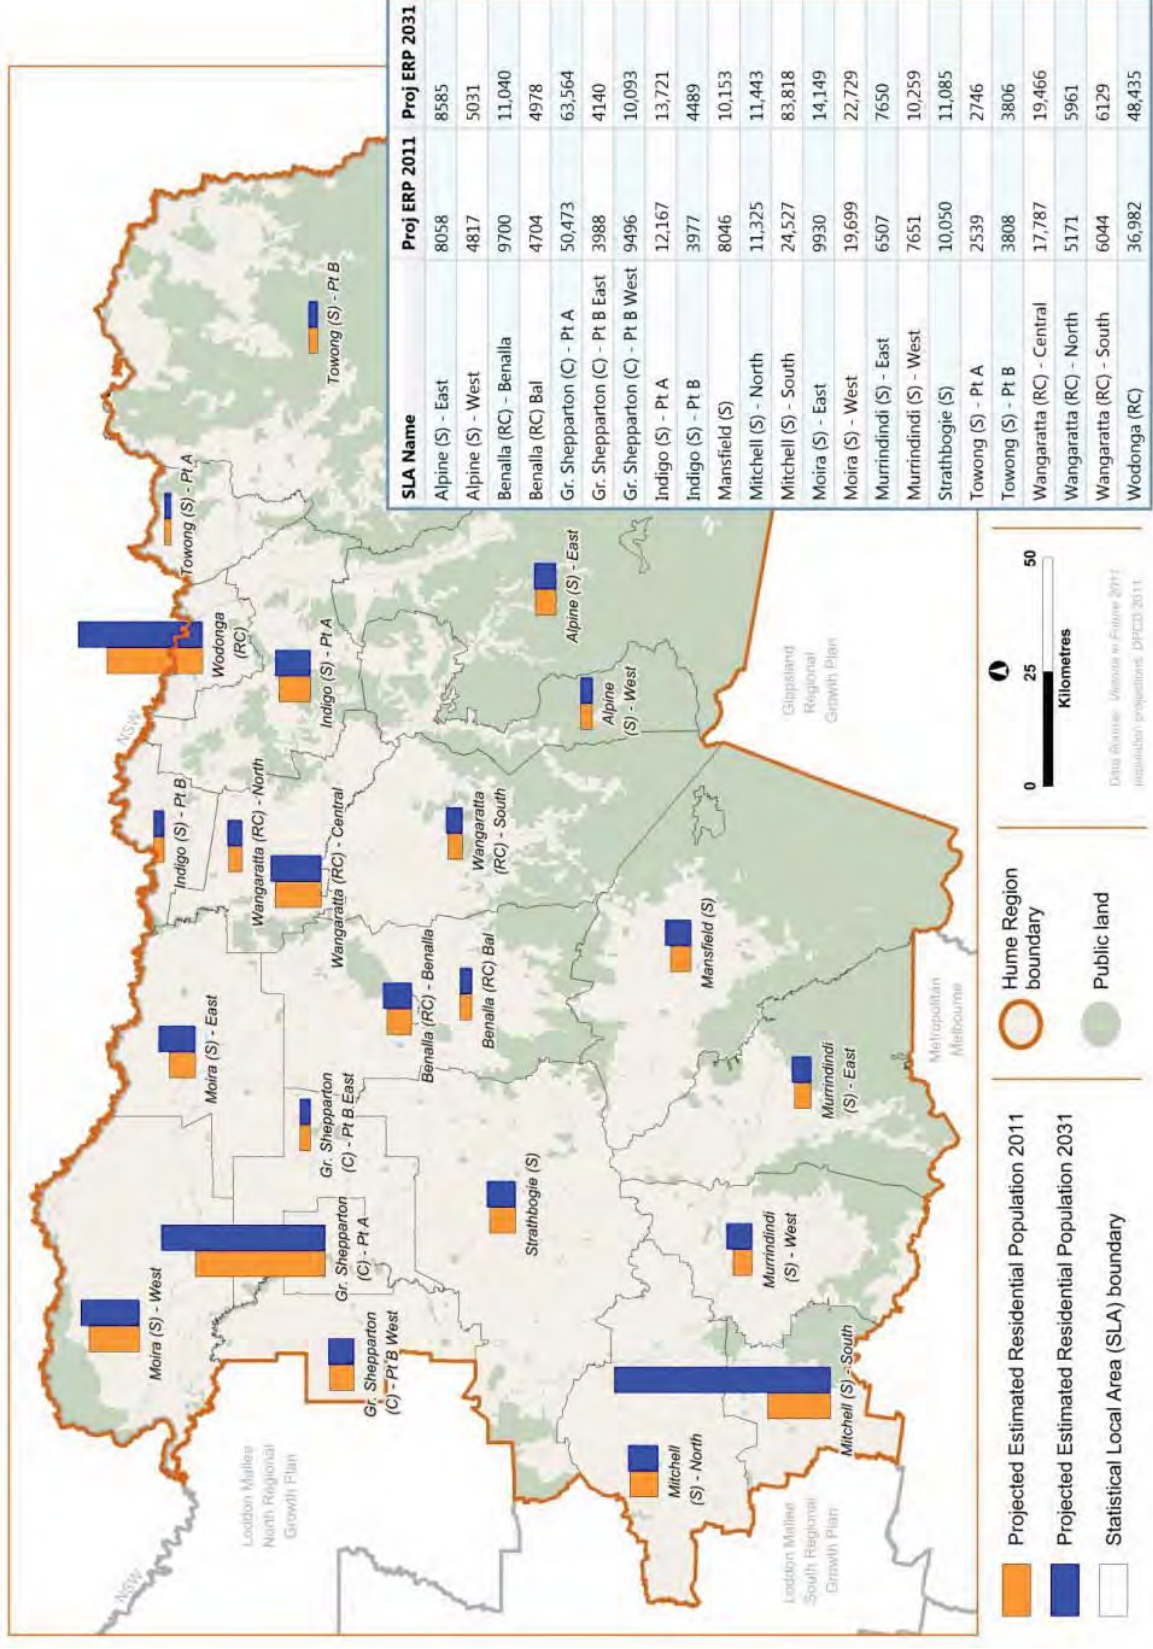 NSW
NSW
Loddon Mallee
North Regional
Growth Plan
Loddon Mallee
South Regional
Growth Plan
Moira (S) - West
Gr. Shepparton
(C) - Pt B West
Gr. Shepparton
(C) - Pt A
Mitchell
(S) - North
Mitchell (S) - South
Moira (S) - East
Gr. Shepparton
(C) - Pt B East
Strathbogie (S)
Murrindindi
(S) - West
Murrindindi
(S) - East
Benalla (RC) - Benalla
Benalla (RC) Bal
Mansfield (S)
Indigo (S) - Pt B
Wangaratta (RC) - North
Wangaratta (RC) - Central
Wangaratta
(RC) - South
Wodonga
(RC)
Indigo (S) - Pt A
Alpine
(S) - West
Alpine (S) - East
Towong (S) - Pt A
Towong (S) - Pt B
Metropolitan
Melbourne
Gippsland
Regional
Growth Plan
SLA Name Proj ERP 2011 Proj ERP 2031
Alpine (S) - East 8058 8585
Alpine (S) - West 4817 5031
Benalla (RC) - Benalla 9700 11,040
Benalla (RC) Bal 4704 4978
Gr. Shepparton (C) - Pt A 50,473 63,564
Gr. Shepparton (C) - Pt B East 3988 4140
Gr. Shepparton (C) - Pt B West 9496 10,093
Indigo (S) - Pt A 12,167 13,721
Indigo (S) - Pt B 3977 4489
Mansfield (S) 8046 10,153
Mitchell (S) - North 11,325 11,443
Mitchell (S) - South 24,527 83,818
Moira (S) - East 9930 14,149
Moira (S) - West 19,699 22,729
Murrindindi (S) - East 6507 7650
Murrindindi (S) - West 7651 10,259
Strathbogie (S) 10,050 11,085
Towong (S) - Pt A 2539 2746
Towong (S) - Pt B 3808 3806
Wangaratta (RC) - Central 17,787 19,466
Wangaratta (RC) - North 5171 5961
Wangaratta (RC) - South 6044 6129
Wodonga (RC) 36,982 48,435
Projected Estimated Residential Population 2011
Projected Estimated Residential Population 2031
Statistical Local Area (SLA) boundary
Hume Region
boundary
Public land
0 25 50
Kilometres
Data Source: Victoria in Future 2011
population projections, DPCD 2011